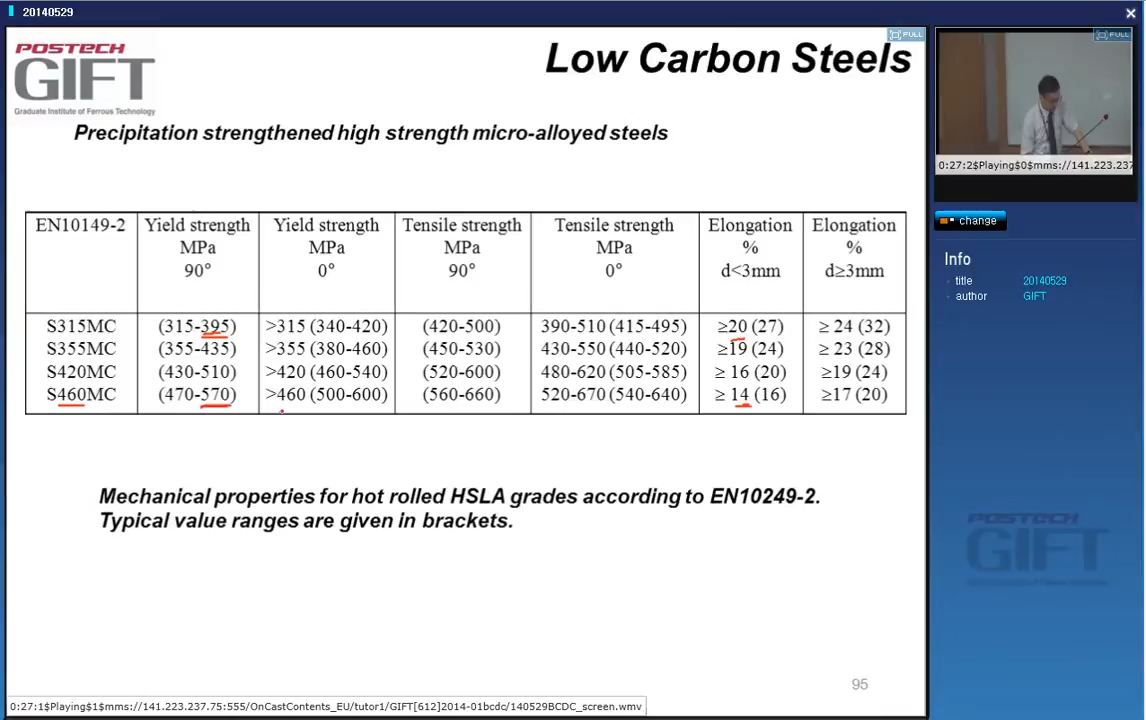 20140529
POSTECH
GIFT
Graduate Institute of Ferrous Technology
FULL
Low Carbon Steels
Precipitation strengthened high strength micro-alloyed steels
EN10149-2 Yield strength MPa 90° Yield strength MPa 0° Tensile strength MPa 90° Tensile strength MPa 0° Elongation % d<3mm Elongation % d≥3mm
S315MC (315-395) >315 (340-420) (420-500) 390-510 (415-495) ≥20 (27) ≥ 24 (32)
S355MC (355-435) >355 (380-460) (450-530) 430-550 (440-520) ≥19 (24) ≥ 23 (28)
S420MC (430-510) >420 (460-540) (520-600) 480-620 (505-585) ≥ 16 (20) ≥19 (24)
S460MC (470-570) >460 (500-600) (560-660) 520-670 (540-640) ≥ 14 (16) ≥17 (20)
Mechanical properties for hot rolled HSLA grades according to EN10249-2.
Typical value ranges are given in brackets.
95
0:27:1$Playing$1$mms://141.223.237.75:555/OnCastContents_EU/tutor1/GIFT[612]2014-01bcdc/140529BCDC_screen.wmv
FULL
0:27:2$Playing$0$mms://141.223.237
change
Info
title 20140529
author GIFT
POSTECH
GIFT